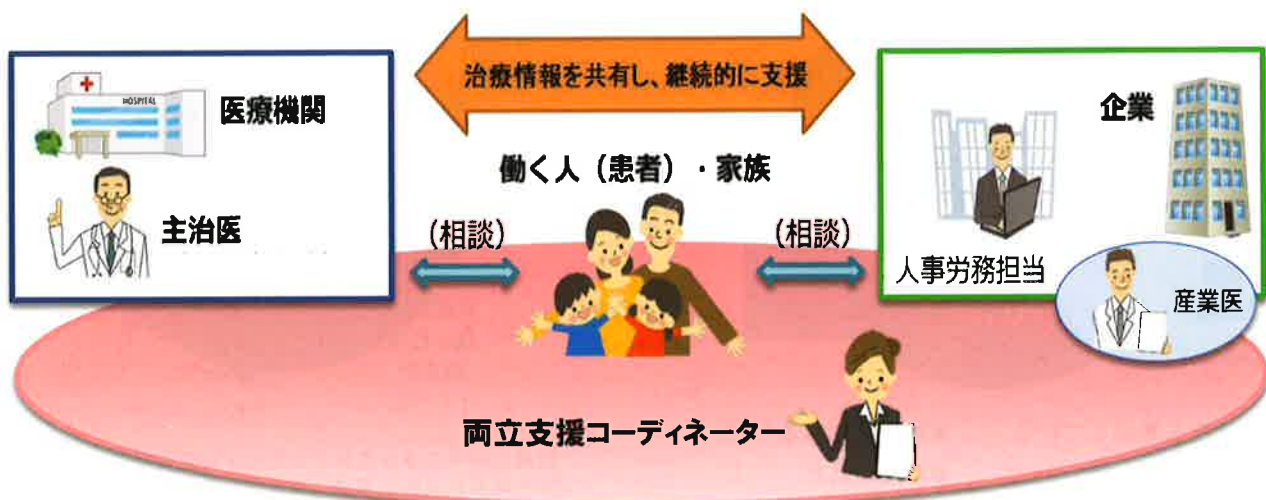 治療情報を共有し、継続的に支援
HOSPITAL
医療機関
主治医
働く人（患者）・家族
（相談）
（相談）
企業
人事労務担当
産業医
両立支援コーディネーター